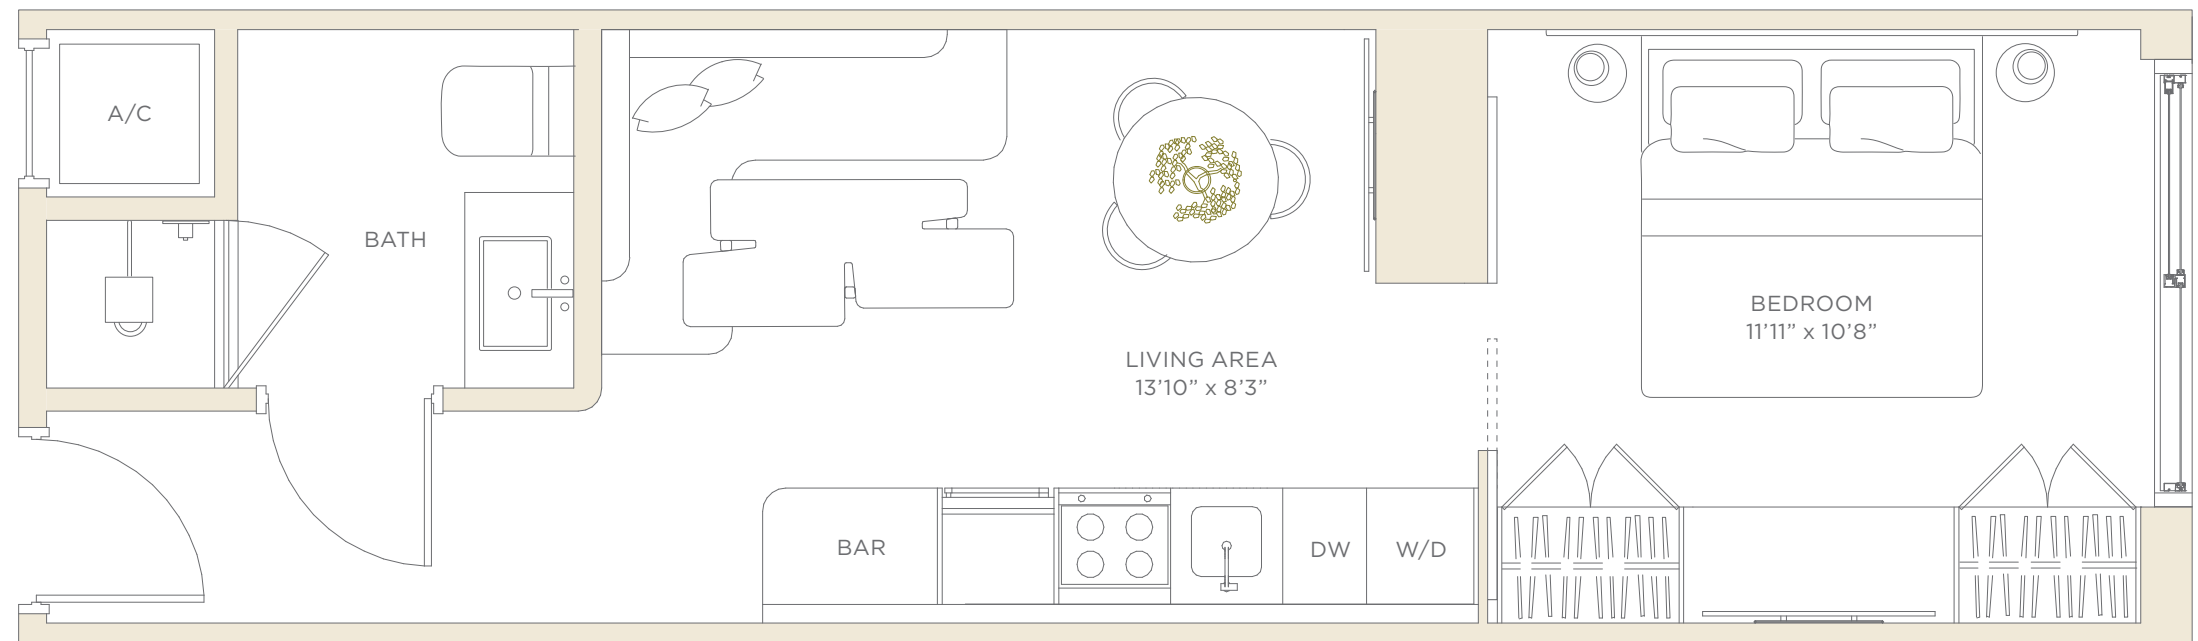 A/C
BATH
LIVING AREA
13’10” x 8’3”
BEDROOM
11’11” x 10’8”
BAR
DW
W/D